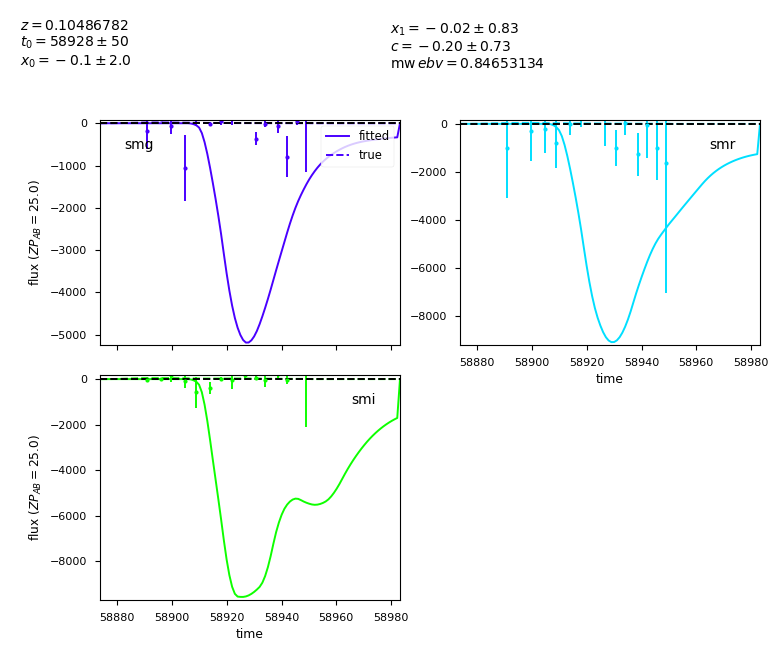 z = 0.10486782
t₀ = 58928 ± 50
x₀ = −0.1 ± 2.0
x₁ = −0.02 ± 0.83
c = −0.20 ± 0.73
mw ebv = 0.84653134
smg
fitted
true
0
−1000
−2000
−3000
−4000
−5000
flux (ZP_AB = 25.0)
smr
0
−2000
−4000
−6000
−8000
58880 58900 58920 58940 58960 58980
time
smi
0
−2000
−4000
−6000
−8000
flux (ZP_AB = 25.0)
58880 58900 58920 58940 58960 58980
time